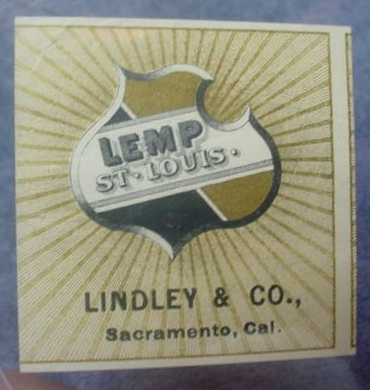 LEMP
ST·LOUIS·
LINDLEY & CO.,
Sacramento, Cal.